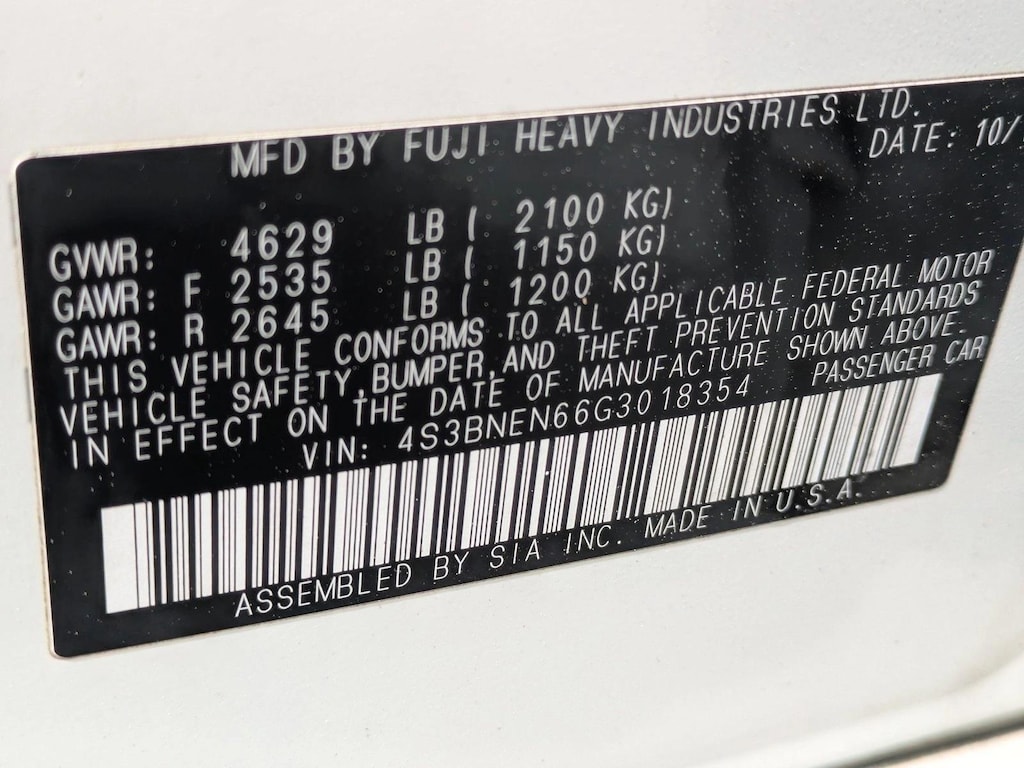 MFD BY FUJI HEAVY INDUSTRIES LTD.
DATE: 10/
GVWR: 4629 LB ( 2100 KG)
GAWR: F 2535 LB ( 1150 KG)
GAWR: R 2645 LB ( 1200 KG)
THIS VEHICLE CONFORMS TO ALL APPLICABLE FEDERAL MOTOR
VEHICLE SAFETY,BUMPER,AND THEFT PREVENTION STANDARDS
IN EFFECT ON THE DATE OF MANUFACTURE SHOWN ABOVE.
VIN: 4S3BNEN66G3018354 PASSENGER CAR
ASSEMBLED BY SIA INC. MADE IN U.S.A.